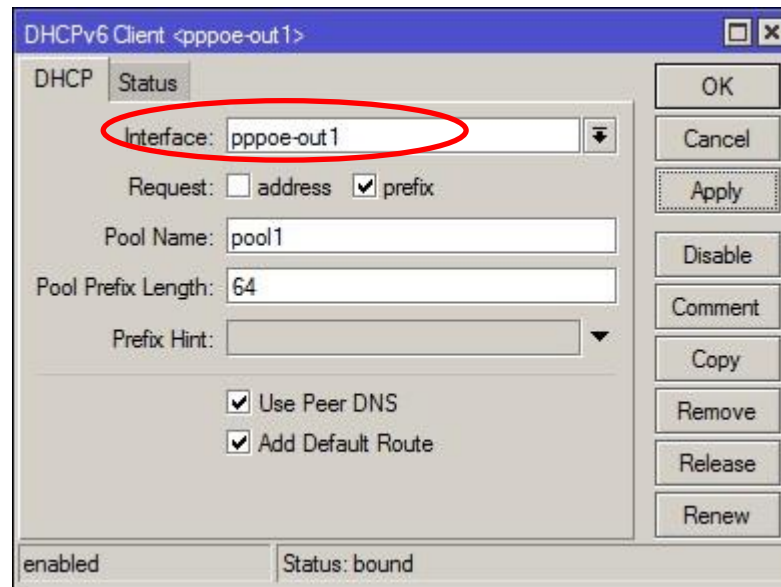 DHCPv6 Client <pppoe-out1>
DHCP Status
OK
Interface: pppoe-out1
Cancel
Request: address prefix
Apply
Pool Name: pool1
Disable
Pool Prefix Length: 64
Comment
Prefix Hint:
Copy
Use Peer DNS
Remove
Add Default Route
Release
Renew
enabled Status: bound